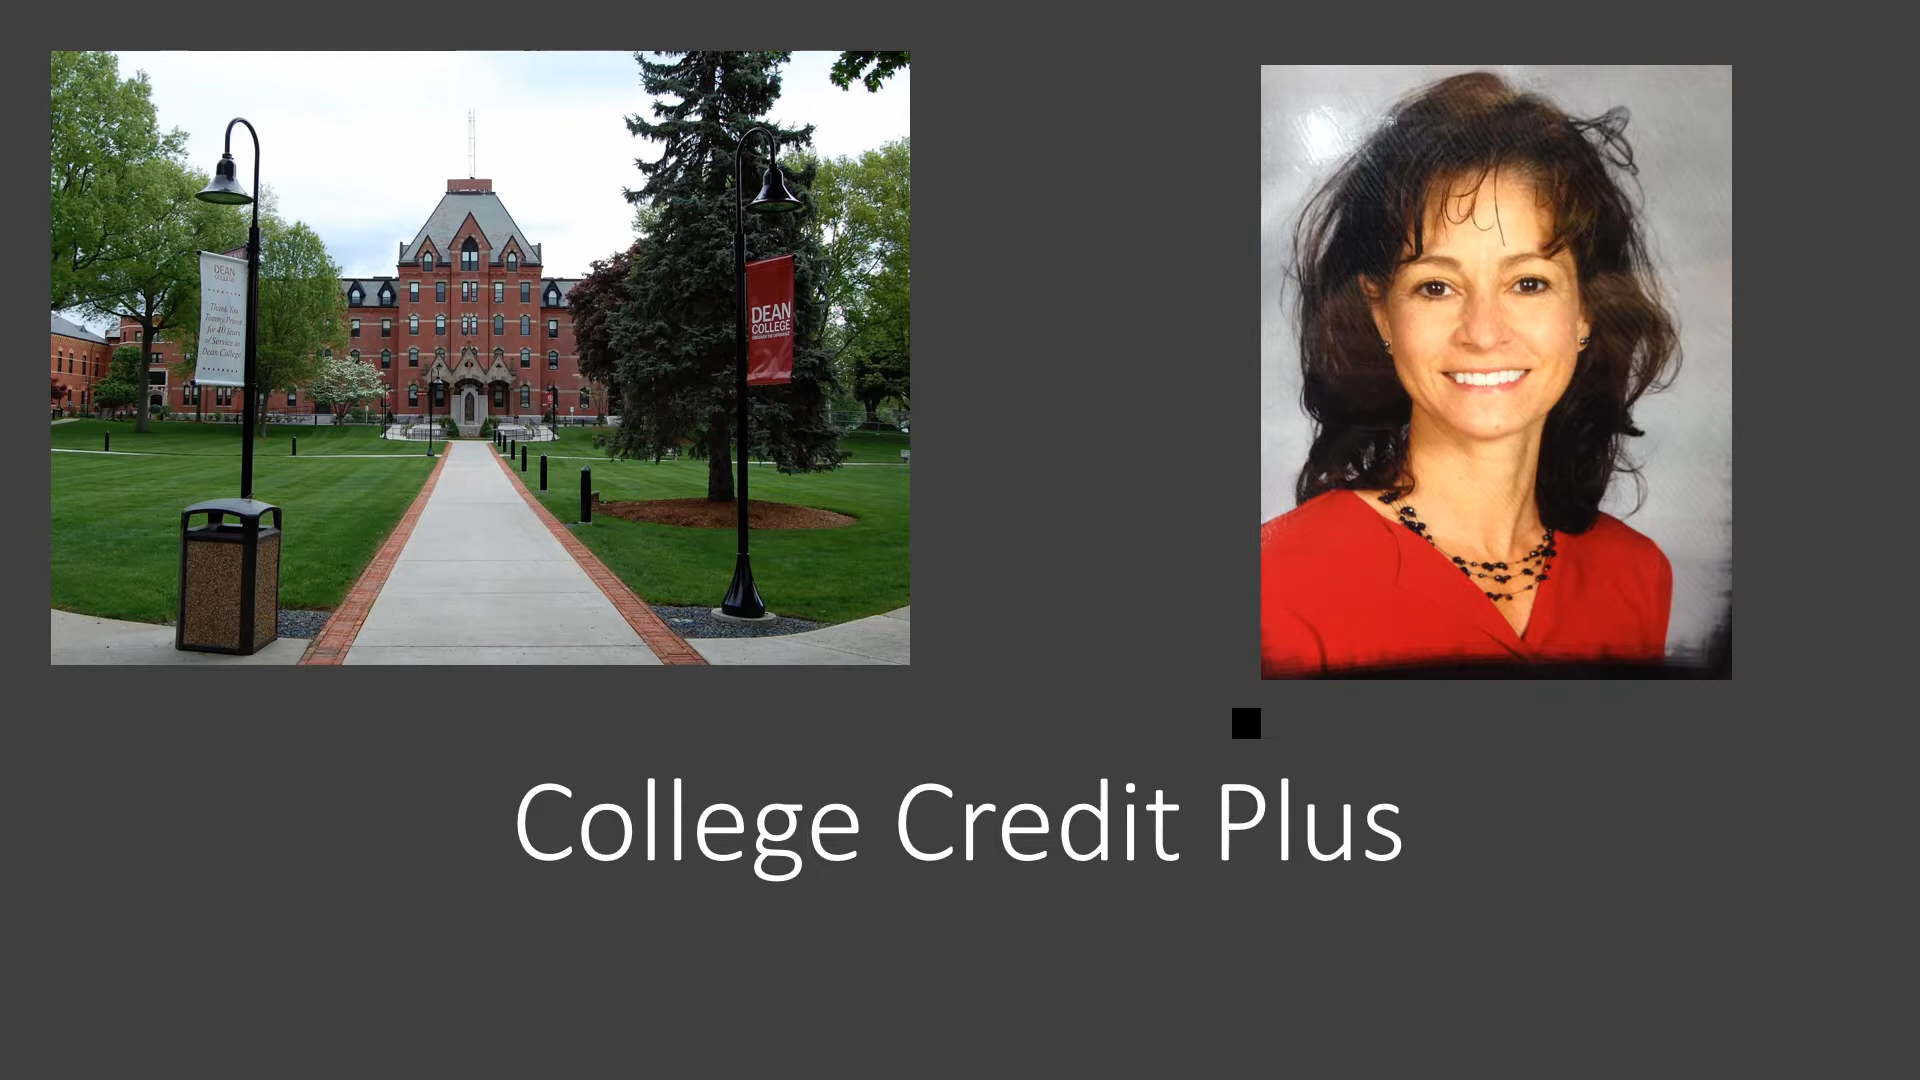 DEAN
COLLEGE
Thank You
for 40 Years
of Service to
Dean College
DEAN
COLLEGE
College Credit Plus